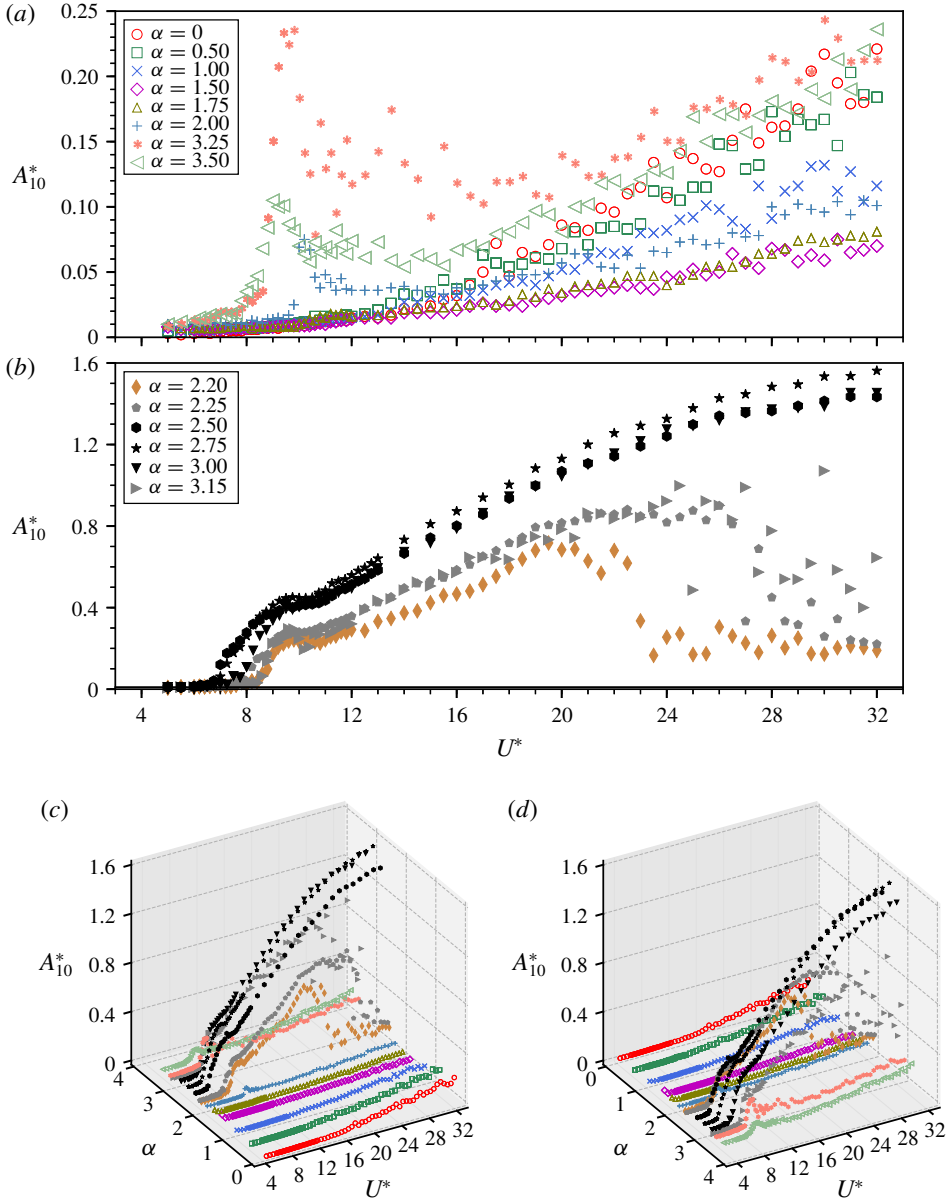 (a)
0.25
0.20
0.15
0.10
0.05
0
A*10
α = 0
α = 0.50
α = 1.00
α = 1.50
α = 1.75
α = 2.00
α = 3.25
α = 3.50
(b)
1.6
1.2
0.8
0.4
0
A*10
α = 2.20
α = 2.25
α = 2.50
α = 2.75
α = 3.00
α = 3.15
4 8 12 16 20 24 28 32
U*
(c)
1.6
1.2
0.8
0.4
0
A*10
4 3 2 1 0
α
4 8 12 16 20 24 28 32
U*
(d)
1.6
1.2
0.8
0.4
0
A*10
0 1 2 3 4
α
4 8 12 16 20 24 28 32
U*